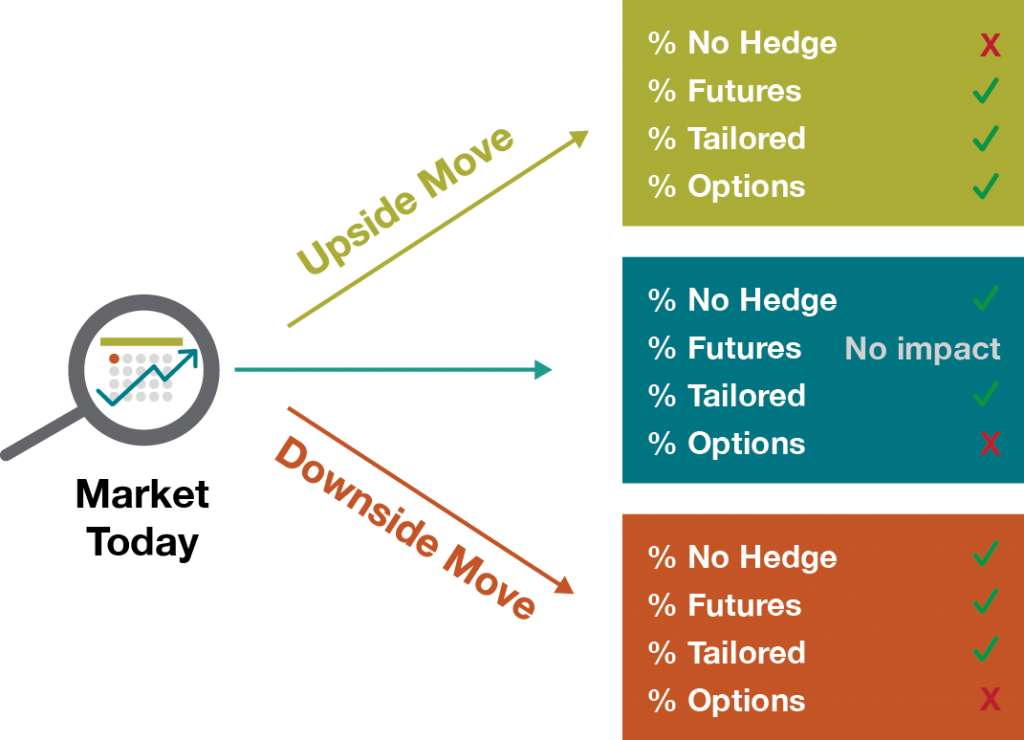 Market
Today
Upside Move
Downside Move
% No Hedge X
% Futures ✓
% Tailored ✓
% Options ✓
% No Hedge ✓
% Futures No impact
% Tailored ✓
% Options X
% No Hedge ✓
% Futures ✓
% Tailored ✓
% Options X